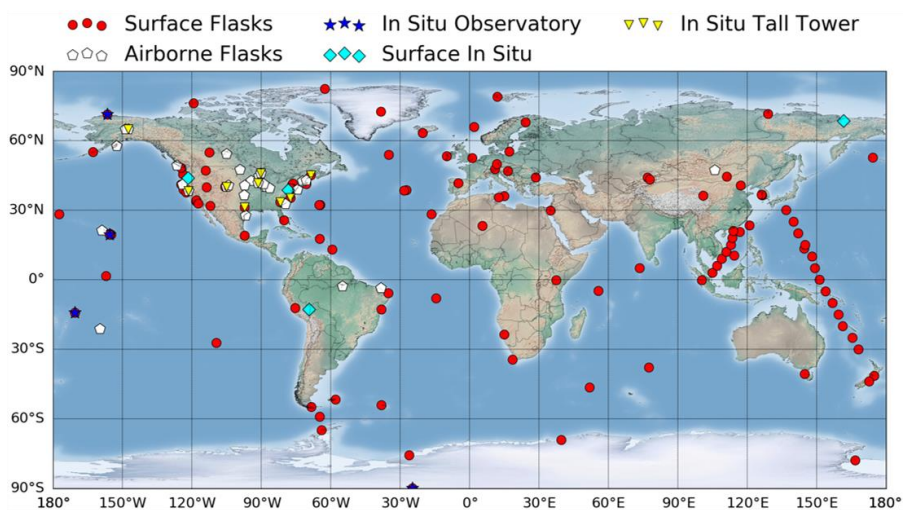 Surface Flasks In Situ Observatory In Situ Tall Tower
Airborne Flasks Surface In Situ
90°N
60°N
30°N
0°
30°S
60°S
90°S
180° 150°W 120°W 90°W 60°W 30°W 0° 30°E 60°E 90°E 120°E 150°E 180°